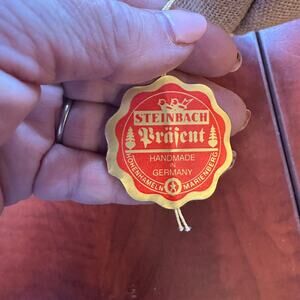 STEINBACH
Präsent
HANDMADE
IN
GERMANY
HOHENHAMELN MARIENBERG